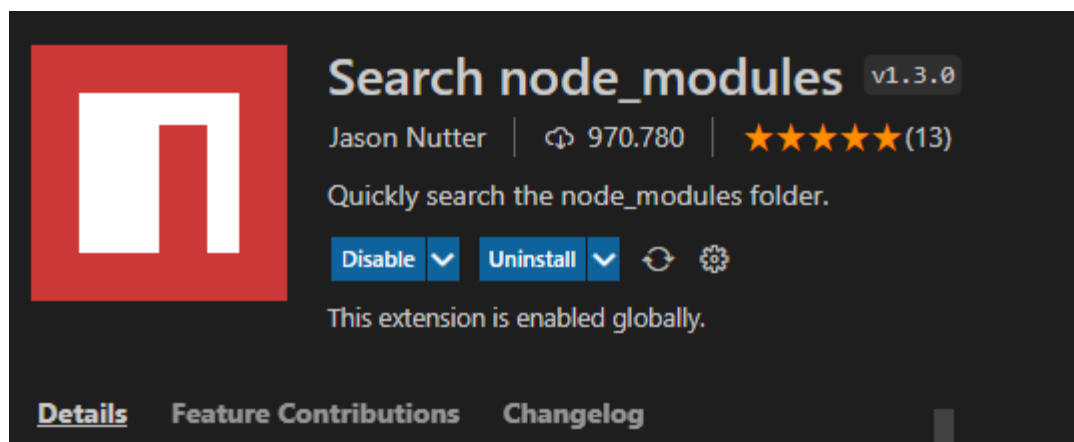 Search node_modules v1.3.0
Jason Nutter 970.780 (13)
Quickly search the node_modules folder.
Disable Uninstall
This extension is enabled globally.
Details Feature Contributions Changelog